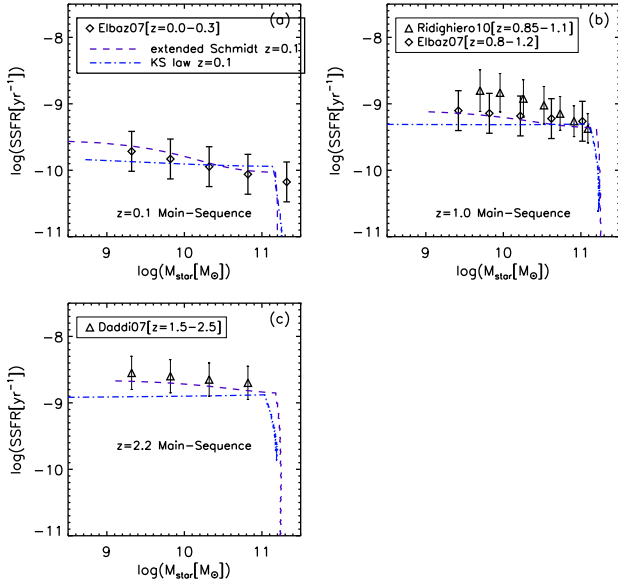 (a)
Elbaz07[z=0.0−0.3]
extended Schmidt z=0.1
KS law z=0.1
log(SSFR[yr⁻¹])
−8
−9
−10
−11
z=0.1 Main−Sequence
9 10 11
log(M_star[M_⊙])
(b)
Ridighiero10[z=0.85−1.1]
Elbaz07[z=0.8−1.2]
log(SSFR[yr⁻¹])
−8
−9
−10
−11
z=1.0 Main−Sequence
9 10 11
log(M_star[M_⊙])
(c)
Daddi07[z=1.5−2.5]
log(SSFR[yr⁻¹])
−8
−9
−10
−11
z=2.2 Main−Sequence
9 10 11
log(M_star[M_⊙])